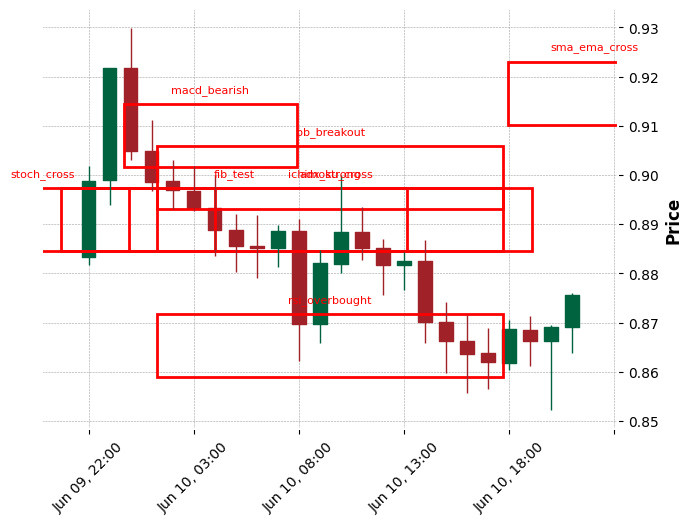 0.93
sma_ema_cross
0.92
macd_bearish
0.91
bb_breakout
0.90
stoch_cross
fib_test
0.89
0.88
0.87
0.86
0.85
Price
Jun 09, 22:00
Jun 10, 03:00
Jun 10, 08:00
Jun 10, 13:00
Jun 10, 18:00